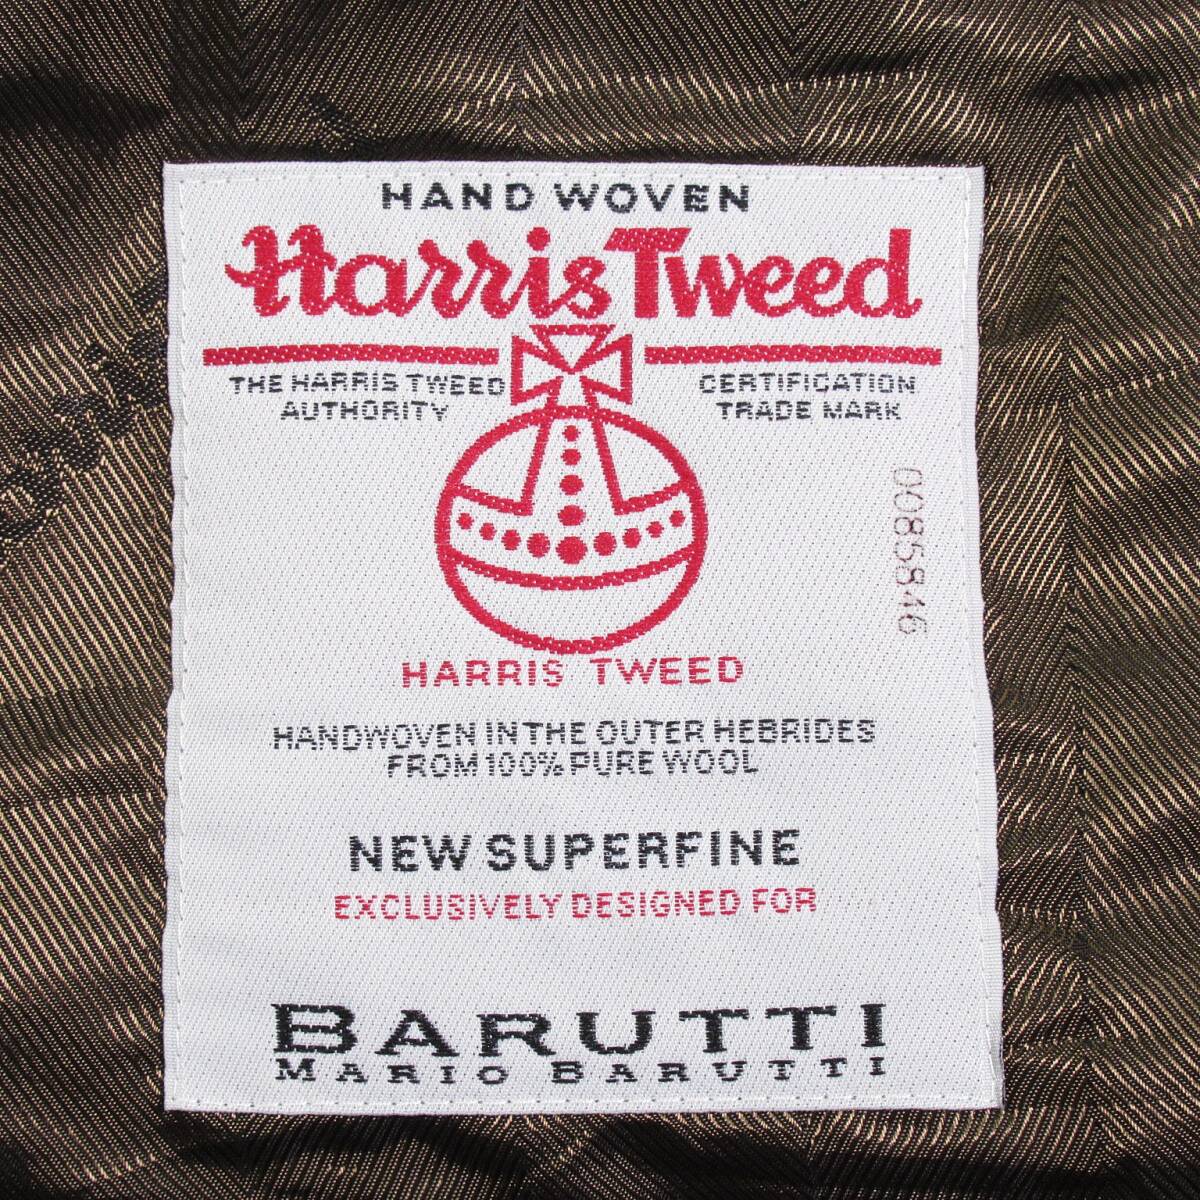 HAND WOVEN
Harris Tweed
THE HARRIS TWEED
AUTHORITY
CERTIFICATION
TRADE MARK
0085846
HARRIS TWEED
HANDWOVEN IN THE OUTER HEBRIDES
FROM 100% PURE WOOL
NEW SUPERFINE
EXCLUSIVELY DESIGNED FOR
BARUTTI
MARIO BARUTTI